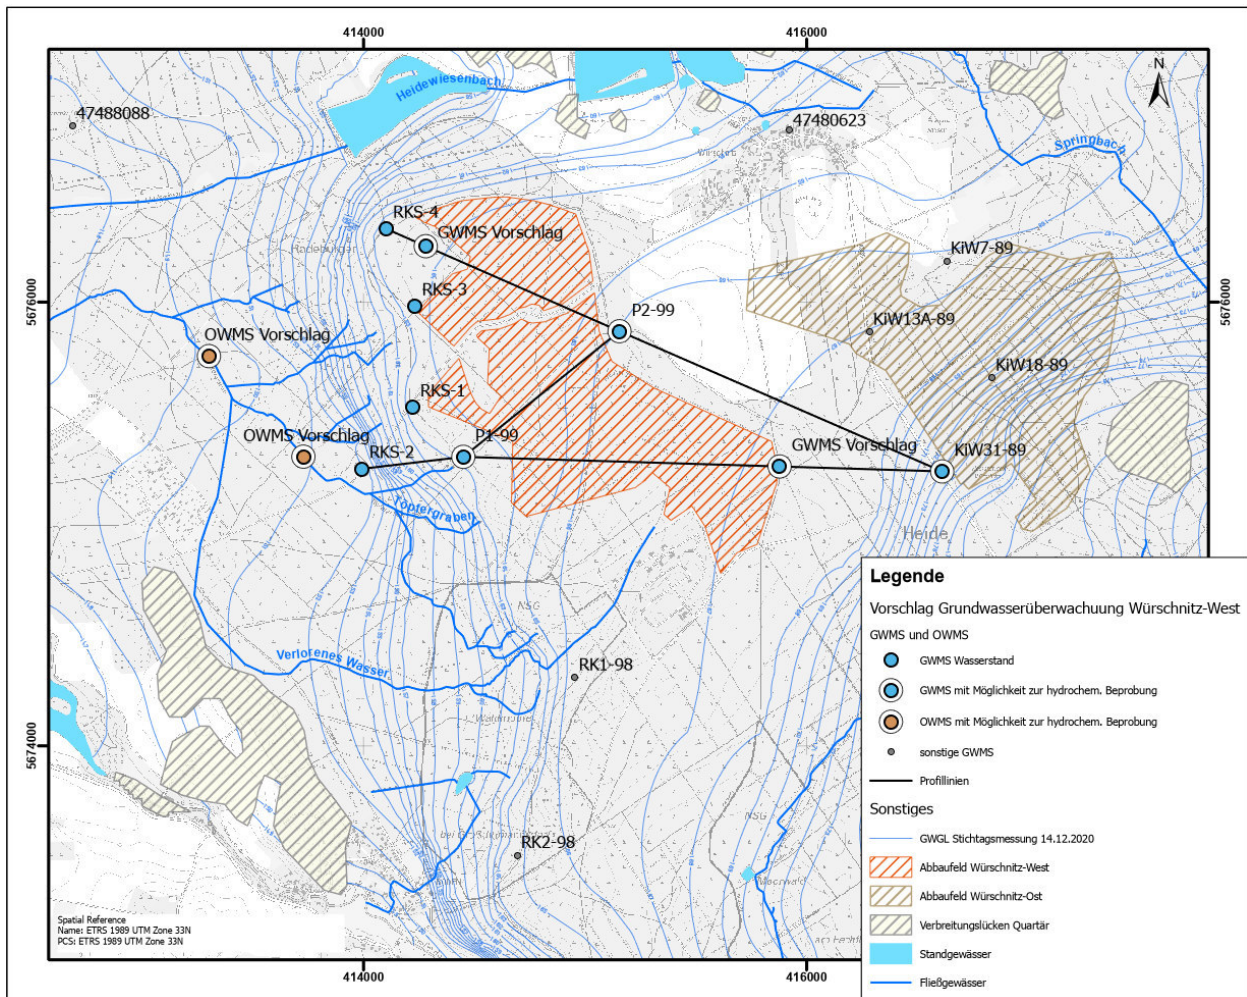 414000
416000
N
Heidewiesenbach
47488088
47480623
Springbach
RKS-4
GWMS Vorschlag
KiW7-89
RKS-3
5676000
5676000
P2-99
KiW13A-89
OWMS Vorschlag
KiW18-89
RKS-1
OWMS Vorschlag
P1-99
GWMS Vorschlag
RKS-2
KiW31-89
Töpfergraben
Heide
NSG
Verlorenes Wasser
RK1-98
5674000
NSG
RK2-98
Legende
Vorschlag Grundwasserüberwachuung Würschnitz-West
GWMS und OWMS
GWMS Wasserstand
GWMS mit Möglichkeit zur hydrochem. Beprobung
OWMS mit Möglichkeit zur hydrochem. Beprobung
sonstige GWMS
Profillinien
Sonstiges
GWGL Stichtagsmessung 14.12.2020
Abbaufeld Würschnitz-West
Abbaufeld Würschnitz-Ost
Verbreitungslücken Quartär
Standgewässer
Fließgewässer
Spatial Reference
Name: ETRS 1989 UTM Zone 33N
PCS: ETRS 1989 UTM Zone 33N
414000
416000